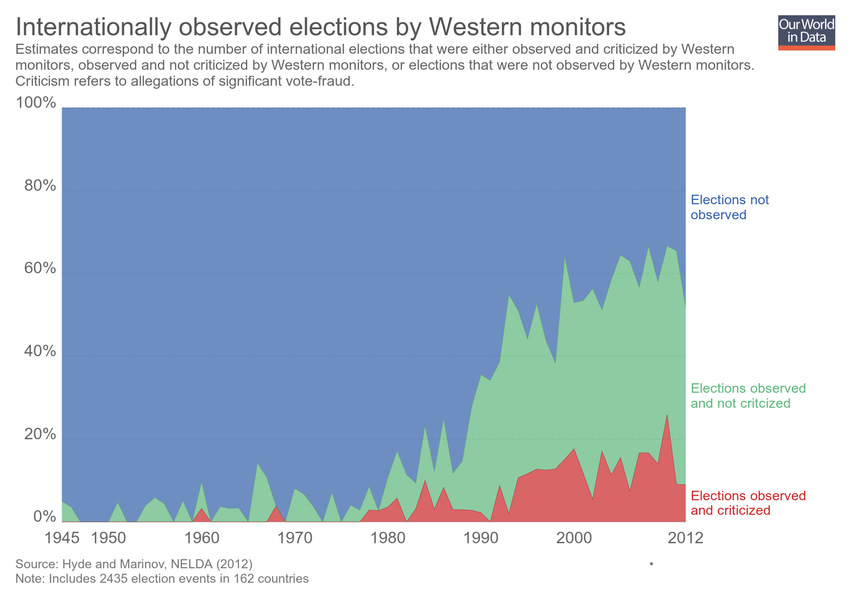 Internationally observed elections by Western monitors
Our World
in Data
Estimates correspond to the number of international elections that were either observed and criticized by Western
monitors, observed and not criticized by Western monitors, or elections that were not observed by Western monitors.
Criticism refers to allegations of significant vote-fraud.
100%
80%
60%
40%
20%
0%
Elections not
observed
Elections observed
and not critcized
Elections observed
and criticized
1945 1950 1960 1970 1980 1990 2000 2012
Source: Hyde and Marinov, NELDA (2012)
Note: Includes 2435 election events in 162 countries